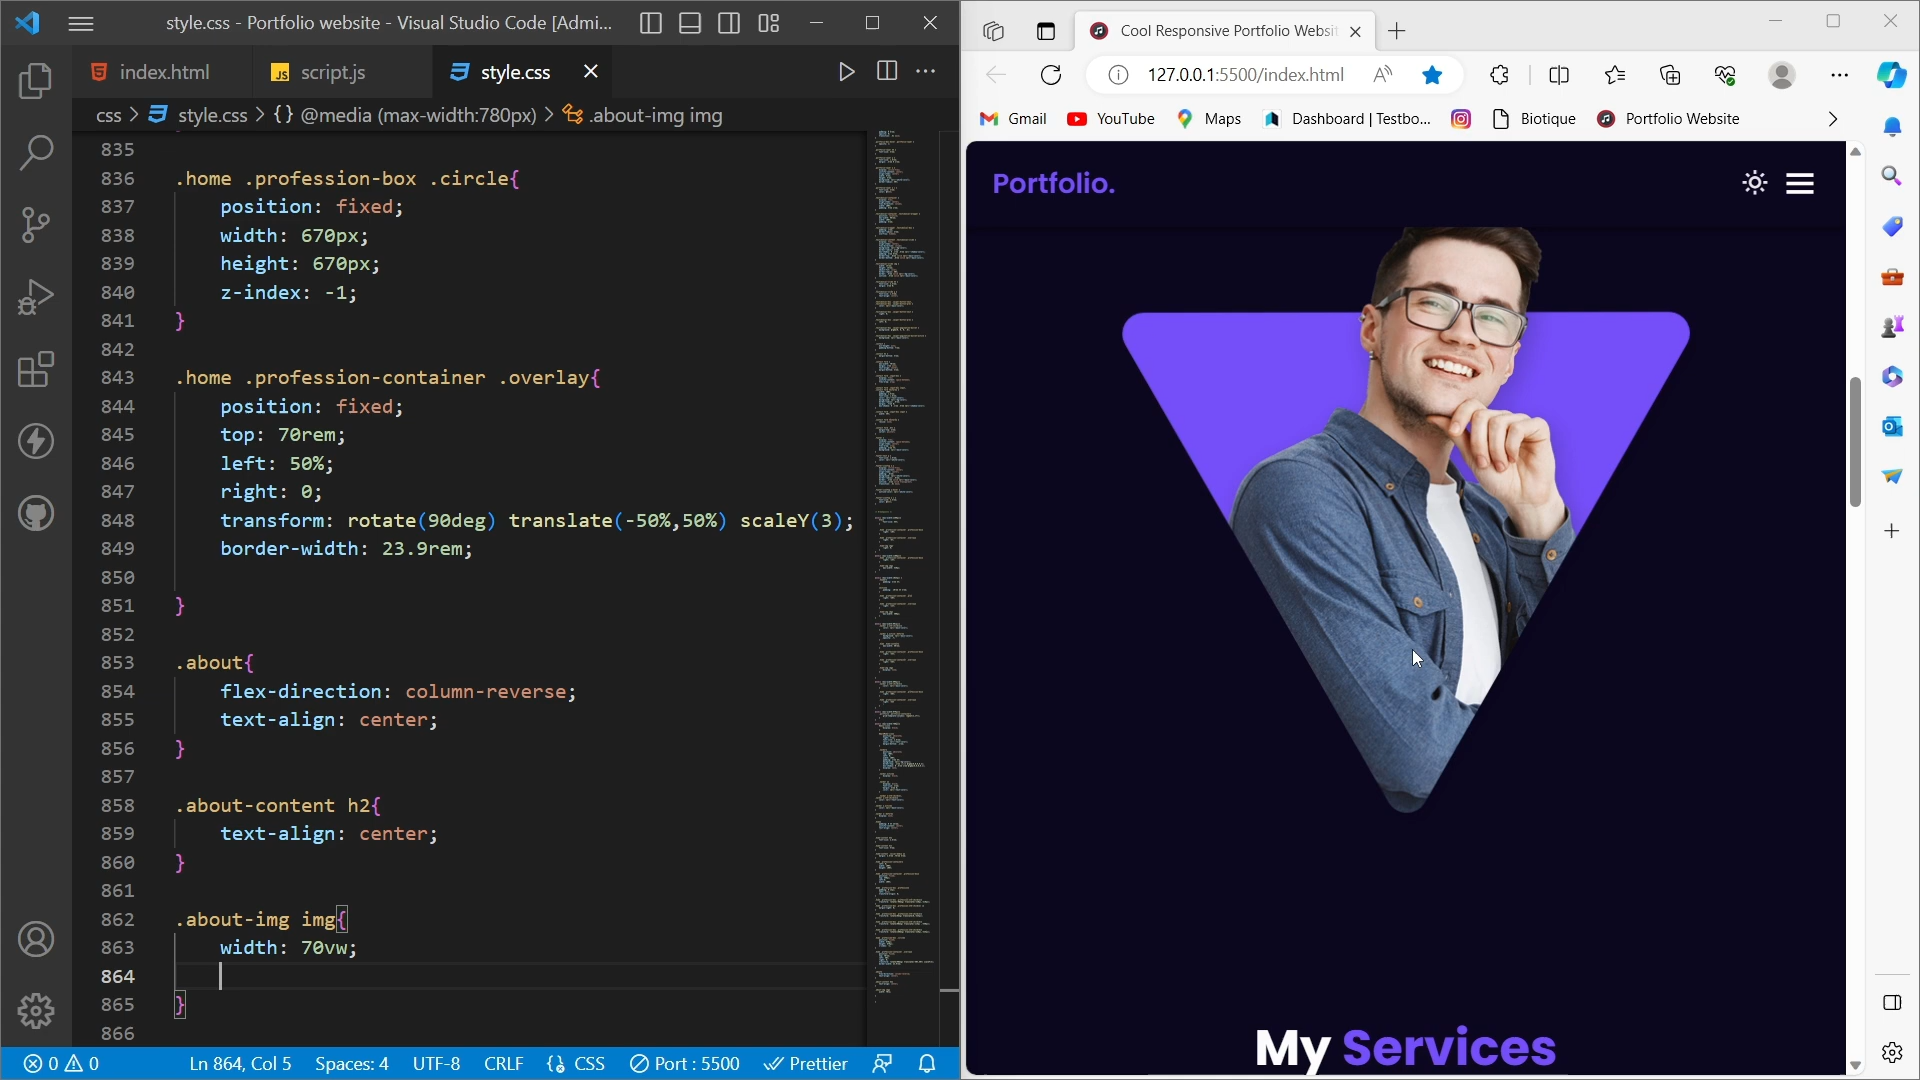 style.css - Portfolio website - Visual Studio Code [Admi...
index.html
script.js
style.css
css > style.css > {} @media (max-width:780px) > .about-img img
835
836 .home .profession-box .circle{
837 position: fixed;
838 width: 670px;
839 height: 670px;
840 z-index: -1;
841 }
842
843 .home .profession-container .overlay{
844 position: fixed;
845 top: 70rem;
846 left: 50%;
847 right: 0;
848 transform: rotate(90deg) translate(-50%,50%) scaleY(3);
849 border-width: 23.9rem;
850
851 }
852
853 .about{
854 flex-direction: column-reverse;
855 text-align: center;
856 }
857
858 .about-content h2{
859 text-align: center;
860 }
861
862 .about-img img{
863 width: 70vw;
864
865 }
866
0 0 Ln 864, Col 5 Spaces: 4 UTF-8 CRLF {} CSS Port : 5500 Prettier
Cool Responsive Portfolio Websit
127.0.0.1:5500/index.html
Gmail YouTube Maps Dashboard | Testbo... Biotique Portfolio Website
Portfolio.
My Services